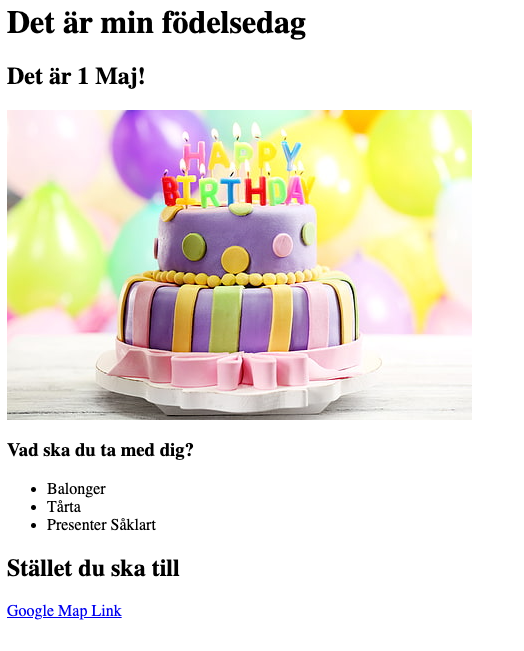 Det är min födelsedag
Det är 1 Maj!
HAPPY
BIRTHDAY
Vad ska du ta med dig?
Balonger
Tårta
Presenter Såklart
Stället du ska till
Google Map Link